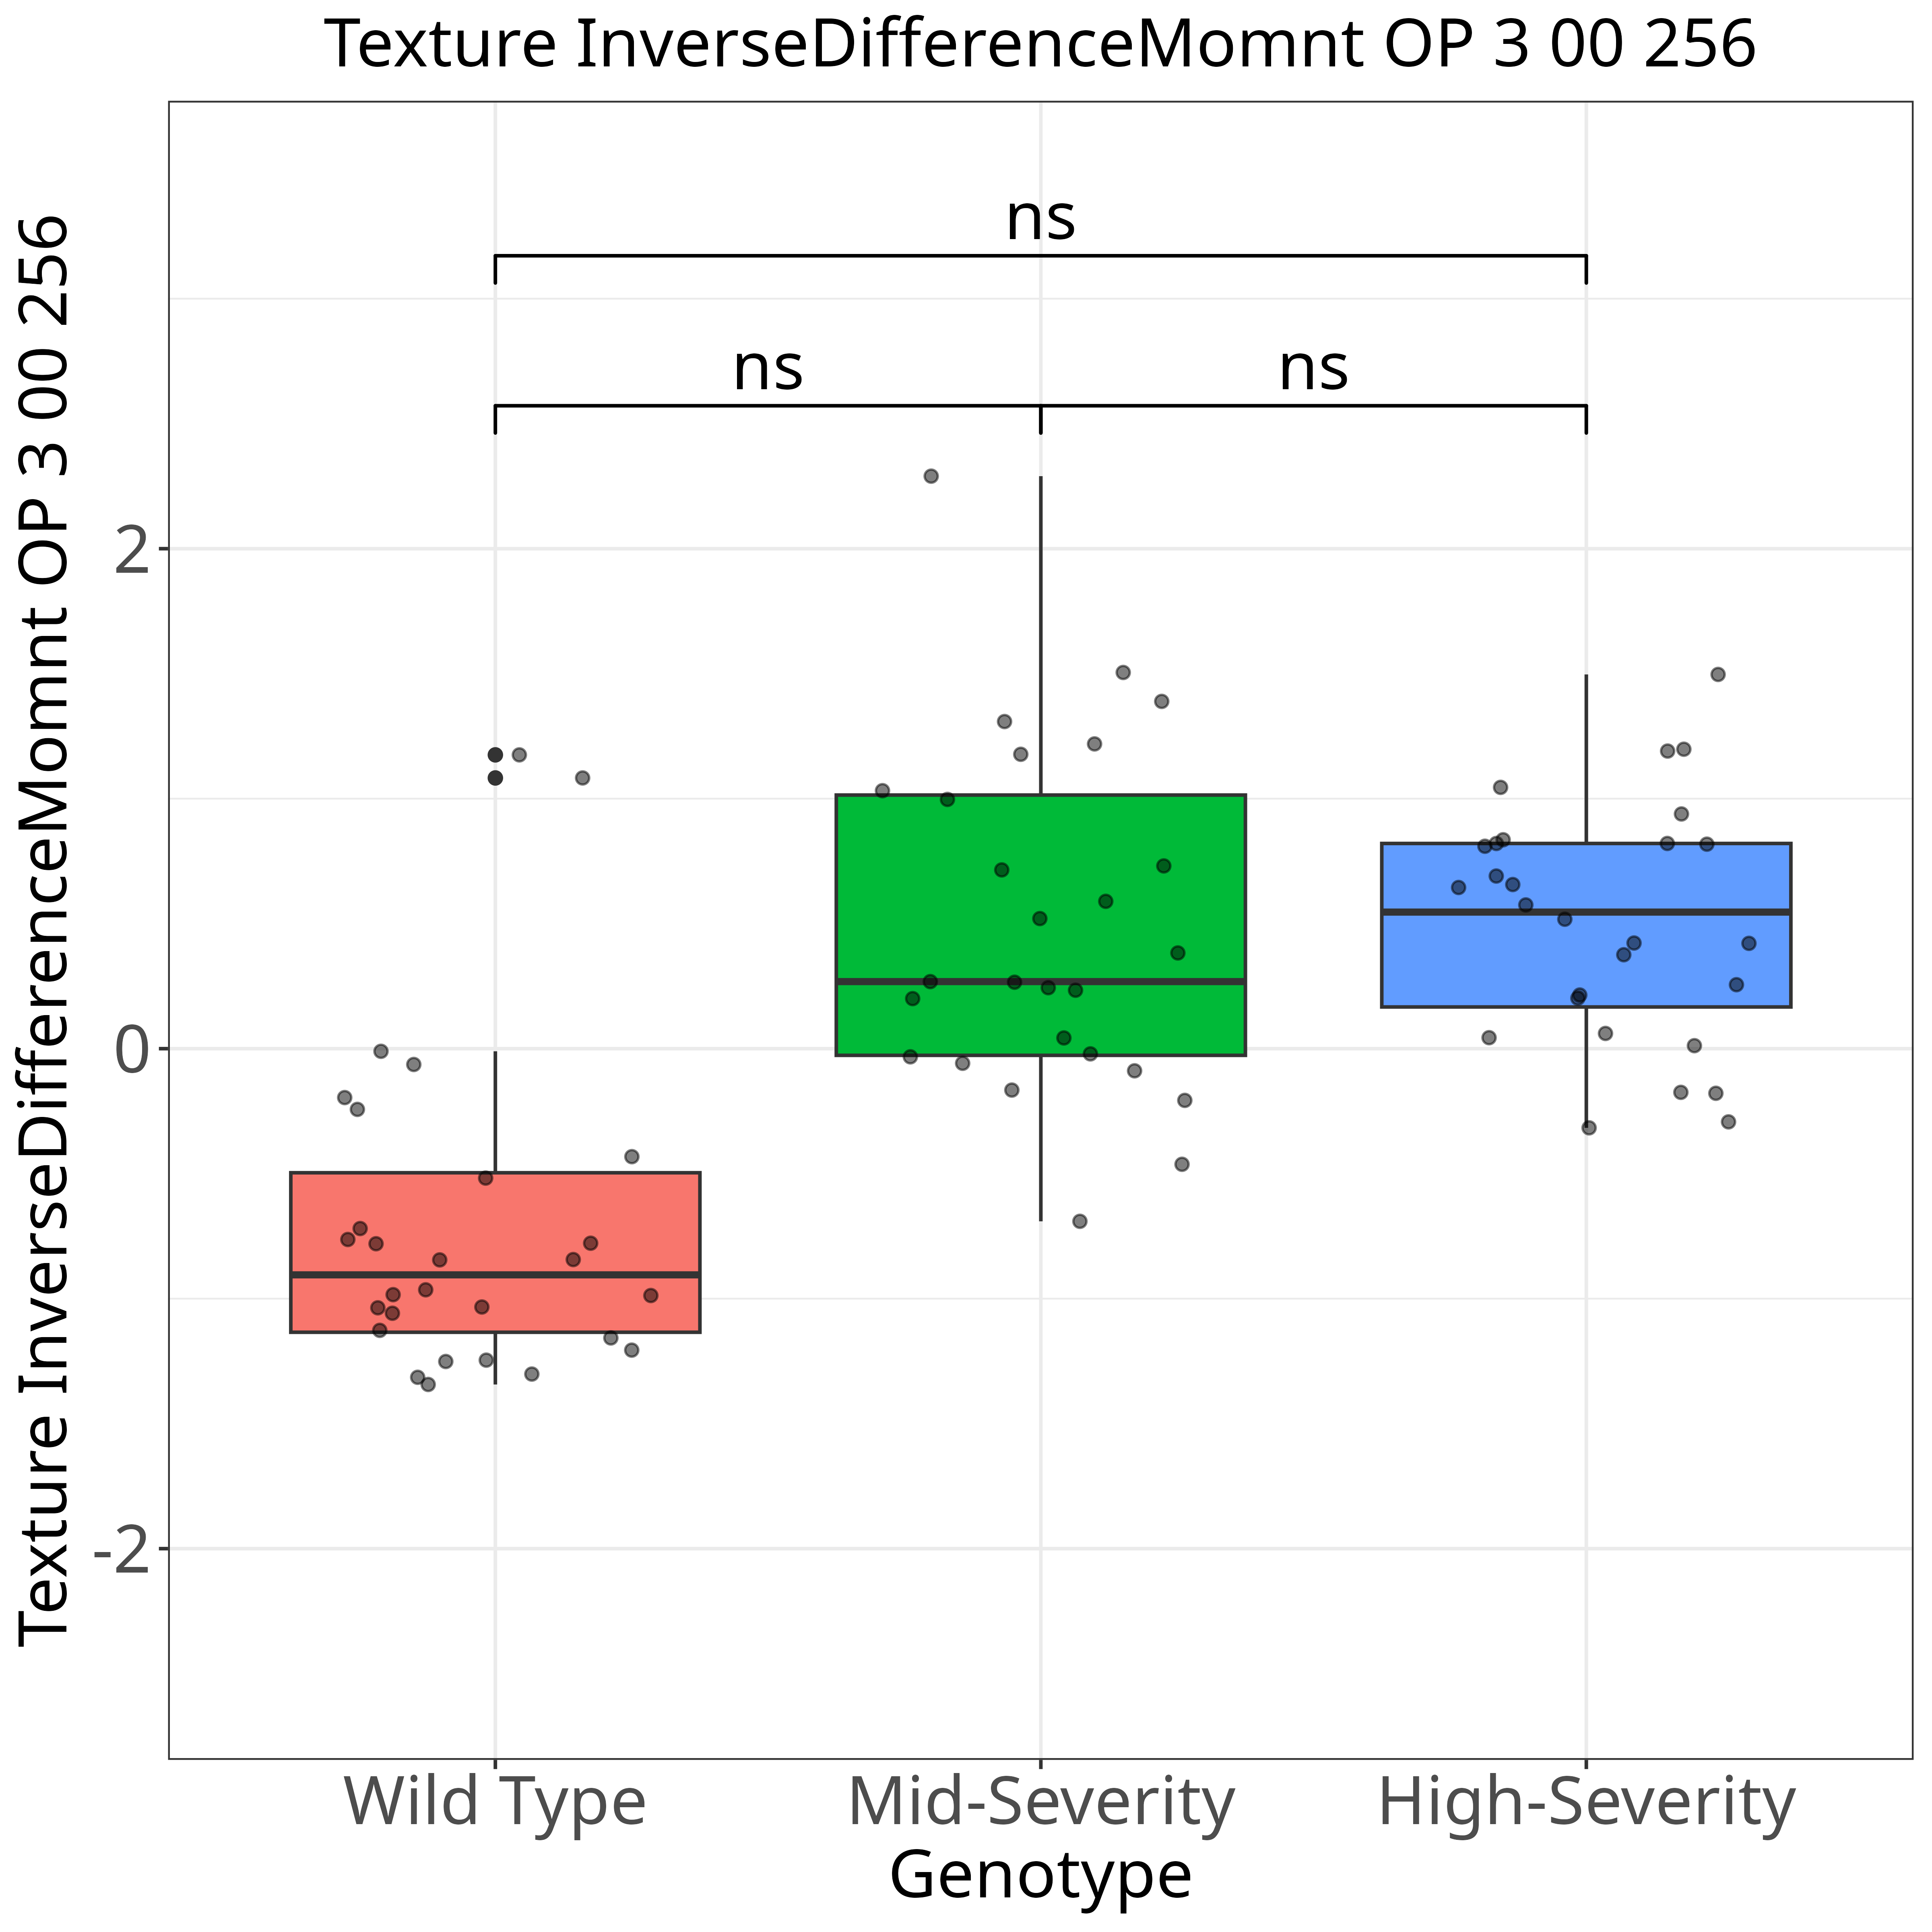 Texture InverseDifferenceMomnt OP 3 00 256
Texture InverseDifferenceMomnt OP 3 00 256
ns
ns
ns
2
0
-2
Wild Type
Mid-Severity
High-Severity
Genotype